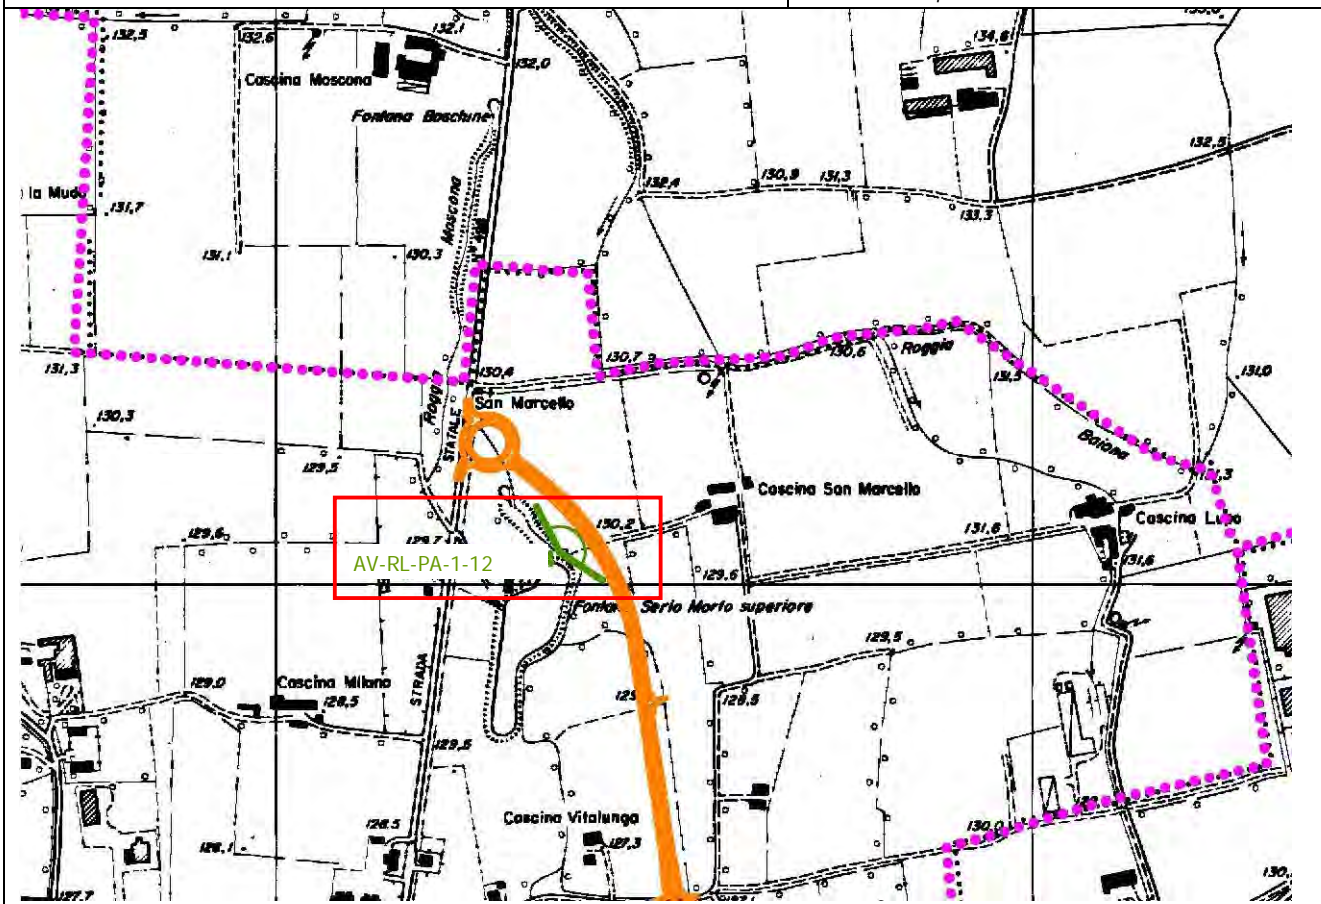 132,5
132,6
132,1
132,0
134,6
Cascina Moscona
Fontana Boschine
la Muda
131,7
Moscona
132,4
130,9
131,3
132,5
133,3
131,1
130,3
131,3
130,4
130,7
130,6
Roggia
131,5
131,0
130,3
Roggia
STATALE
San Marcello
Baiona
129,5
Cascina San Marcello
Cascina Lupo
129,6
129,7
130,2
131,6
131,6
AV-RL-PA-1-12
129,6
Fontana Serio Morto superiore
129,5
129,0
Cascina Milano
128,5
STRADA
128,6
129,5
Cascina Vitalunga
128,5
127,3
128,1
130,0
127,7